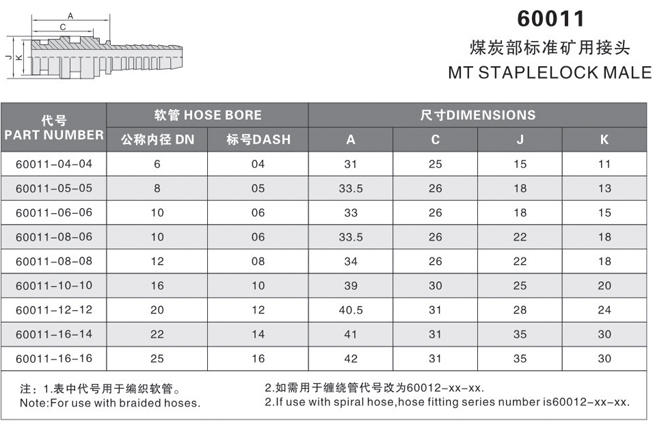 60011
煤炭部标准矿用接头
MT STAPLELOCK MALE
A
C
J
K
代号 PART NUMBER 软管 HOSE BORE 尺寸DIMENSIONS
公称内径 DN 标号DASH A C J K
60011-04-04 6 04 31 25 15 11
60011-05-05 8 05 33.5 26 18 13
60011-06-06 10 06 33 26 18 15
60011-08-06 10 06 33.5 26 22 18
60011-08-08 12 08 34 26 22 18
60011-10-10 16 10 39 30 25 20
60011-12-12 20 12 40.5 31 28 24
60011-16-14 22 14 41 31 35 30
60011-16-16 25 16 42 31 35 30
注：1.表中代号用于编织软管。 2.如需用于缠绕管代号改为60012-xx-xx.
Note:For use with braided hoses. 2.If use with spiral hose,hose fitting series number is60012-xx-xx.